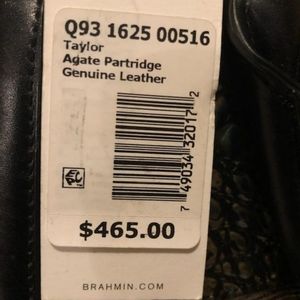 Q93 1625 00516
Taylor
Agate Partridge
Genuine Leather
7 49034 32017 2
$465.00
BRAHMIN.COM